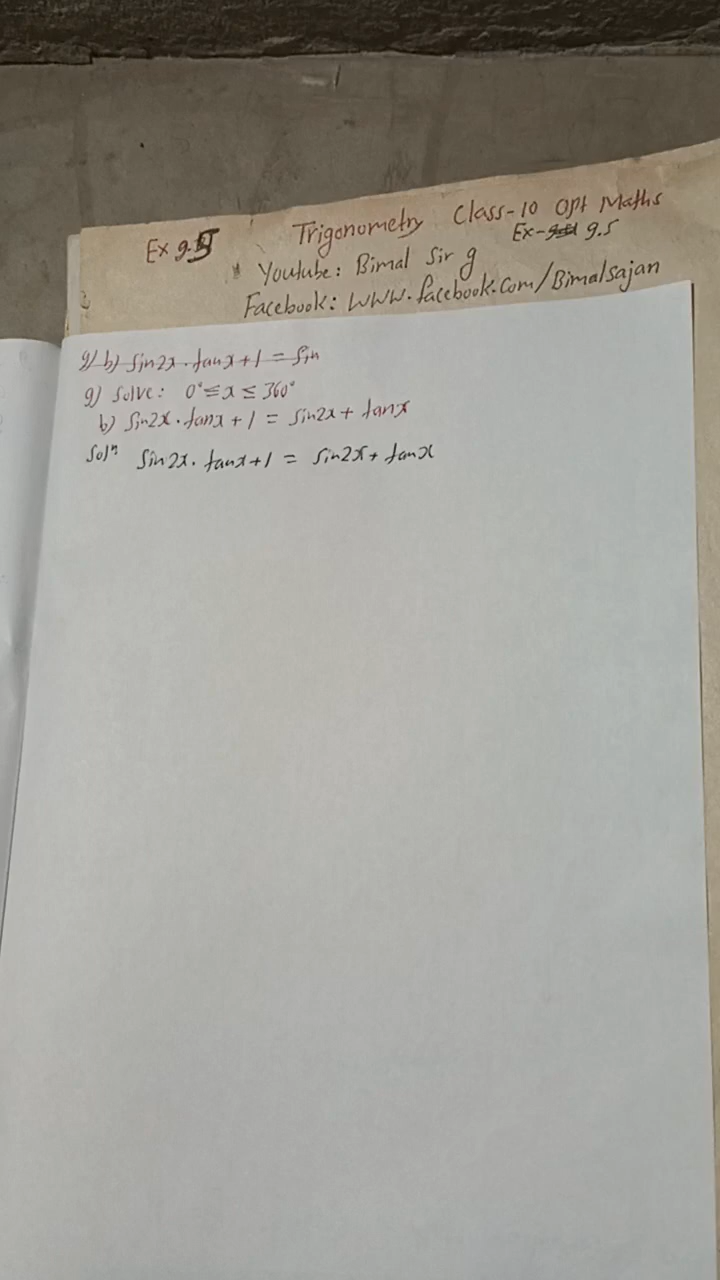 Ex 9.5
Trigonometry Class-10 Opt Maths
Ex- 9.5
Youtube: Bimal Sir g
Facebook: WWW.facebook.Com/Bimalsajan
9) b) sin2x . tanx + 1 = Sin
9) Solve: 0° ≤ x ≤ 360°
b) sin2x . tanx + 1 = sin2x + tanx
Solⁿ sin2x . tanx + 1 = sin2x + tanx